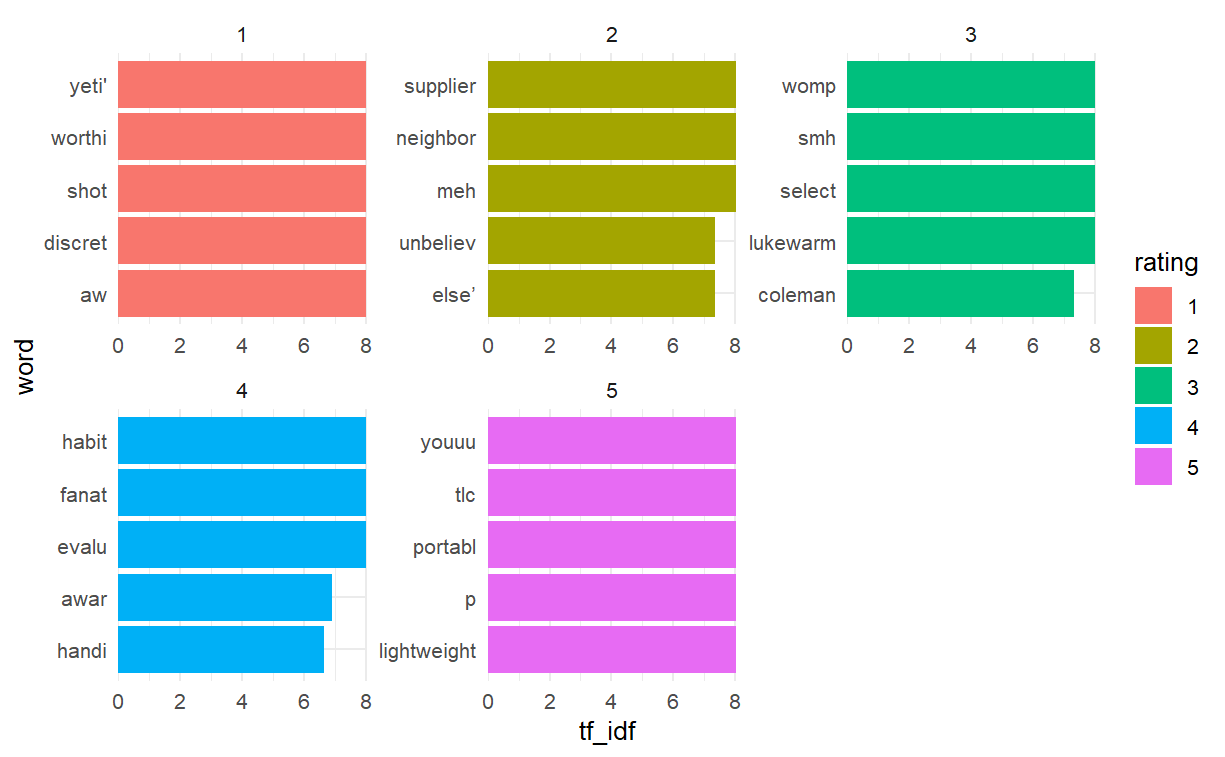 1
2
3
yeti'
worthi
shot
discret
aw
0 2 4 6 8
supplier
neighbor
meh
unbeliev
else’
0 2 4 6 8
womp
smh
select
lukewarm
coleman
0 2 4 6 8
4
5
habit
fanat
evalu
awar
handi
0 2 4 6 8
youuu
tlc
portabl
p
lightweight
0 2 4 6 8
word
tf_idf
rating
1
2
3
4
5